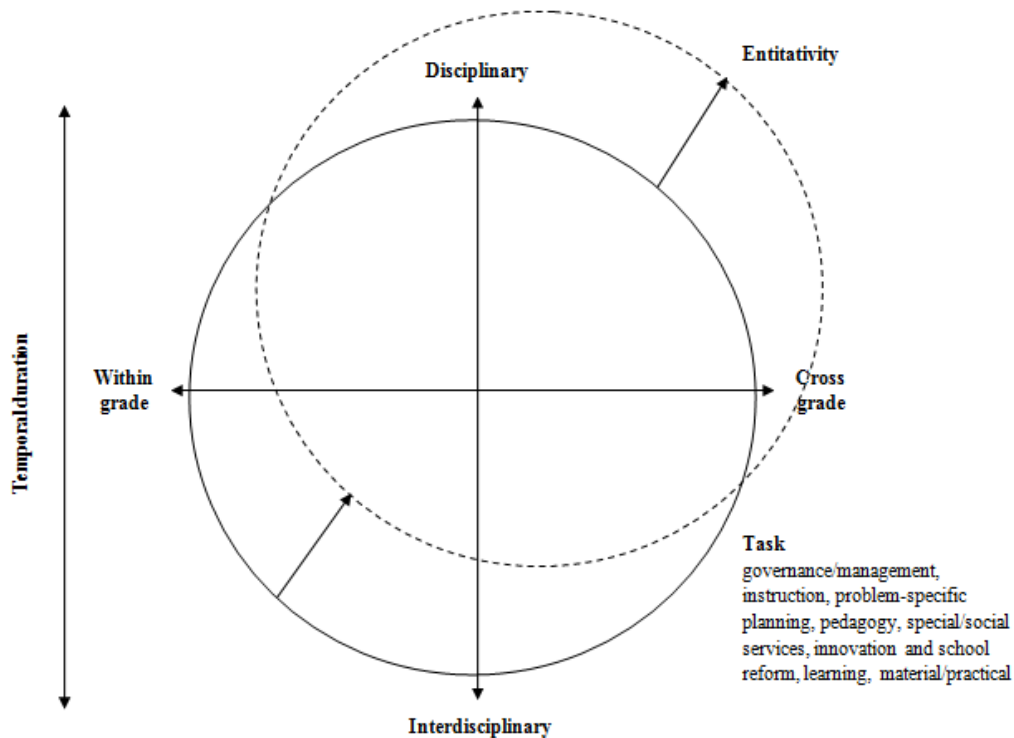 Entitativity
Disciplinary
Temporal duration
Within
grade
Cross
grade
Task
governance/management,
instruction, problem-specific
planning, pedagogy, special/social
services, innovation and school
reform, learning, material/practical
Interdisciplinary